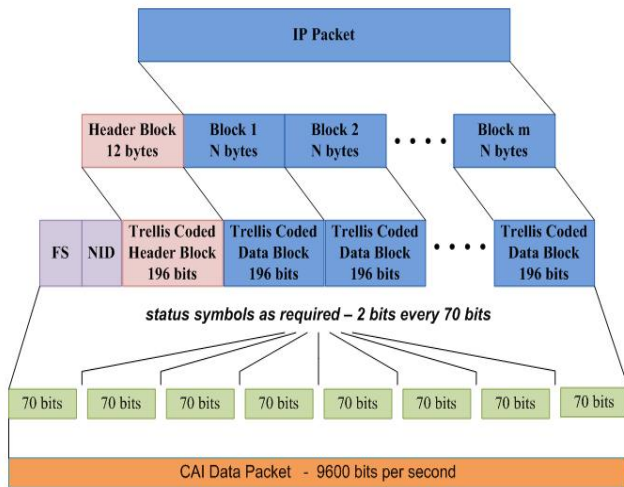 IP Packet
Header Block
12 bytes
Block 1
N bytes
Block 2
N bytes
Block m
N bytes
FS
NID
Trellis Coded
Header Block
196 bits
Trellis Coded
Data Block
196 bits
Trellis Coded
Data Block
196 bits
Trellis Coded
Data Block
196 bits
status symbols as required – 2 bits every 70 bits
70 bits
70 bits
70 bits
70 bits
70 bits
70 bits
70 bits
70 bits
CAI Data Packet - 9600 bits per second